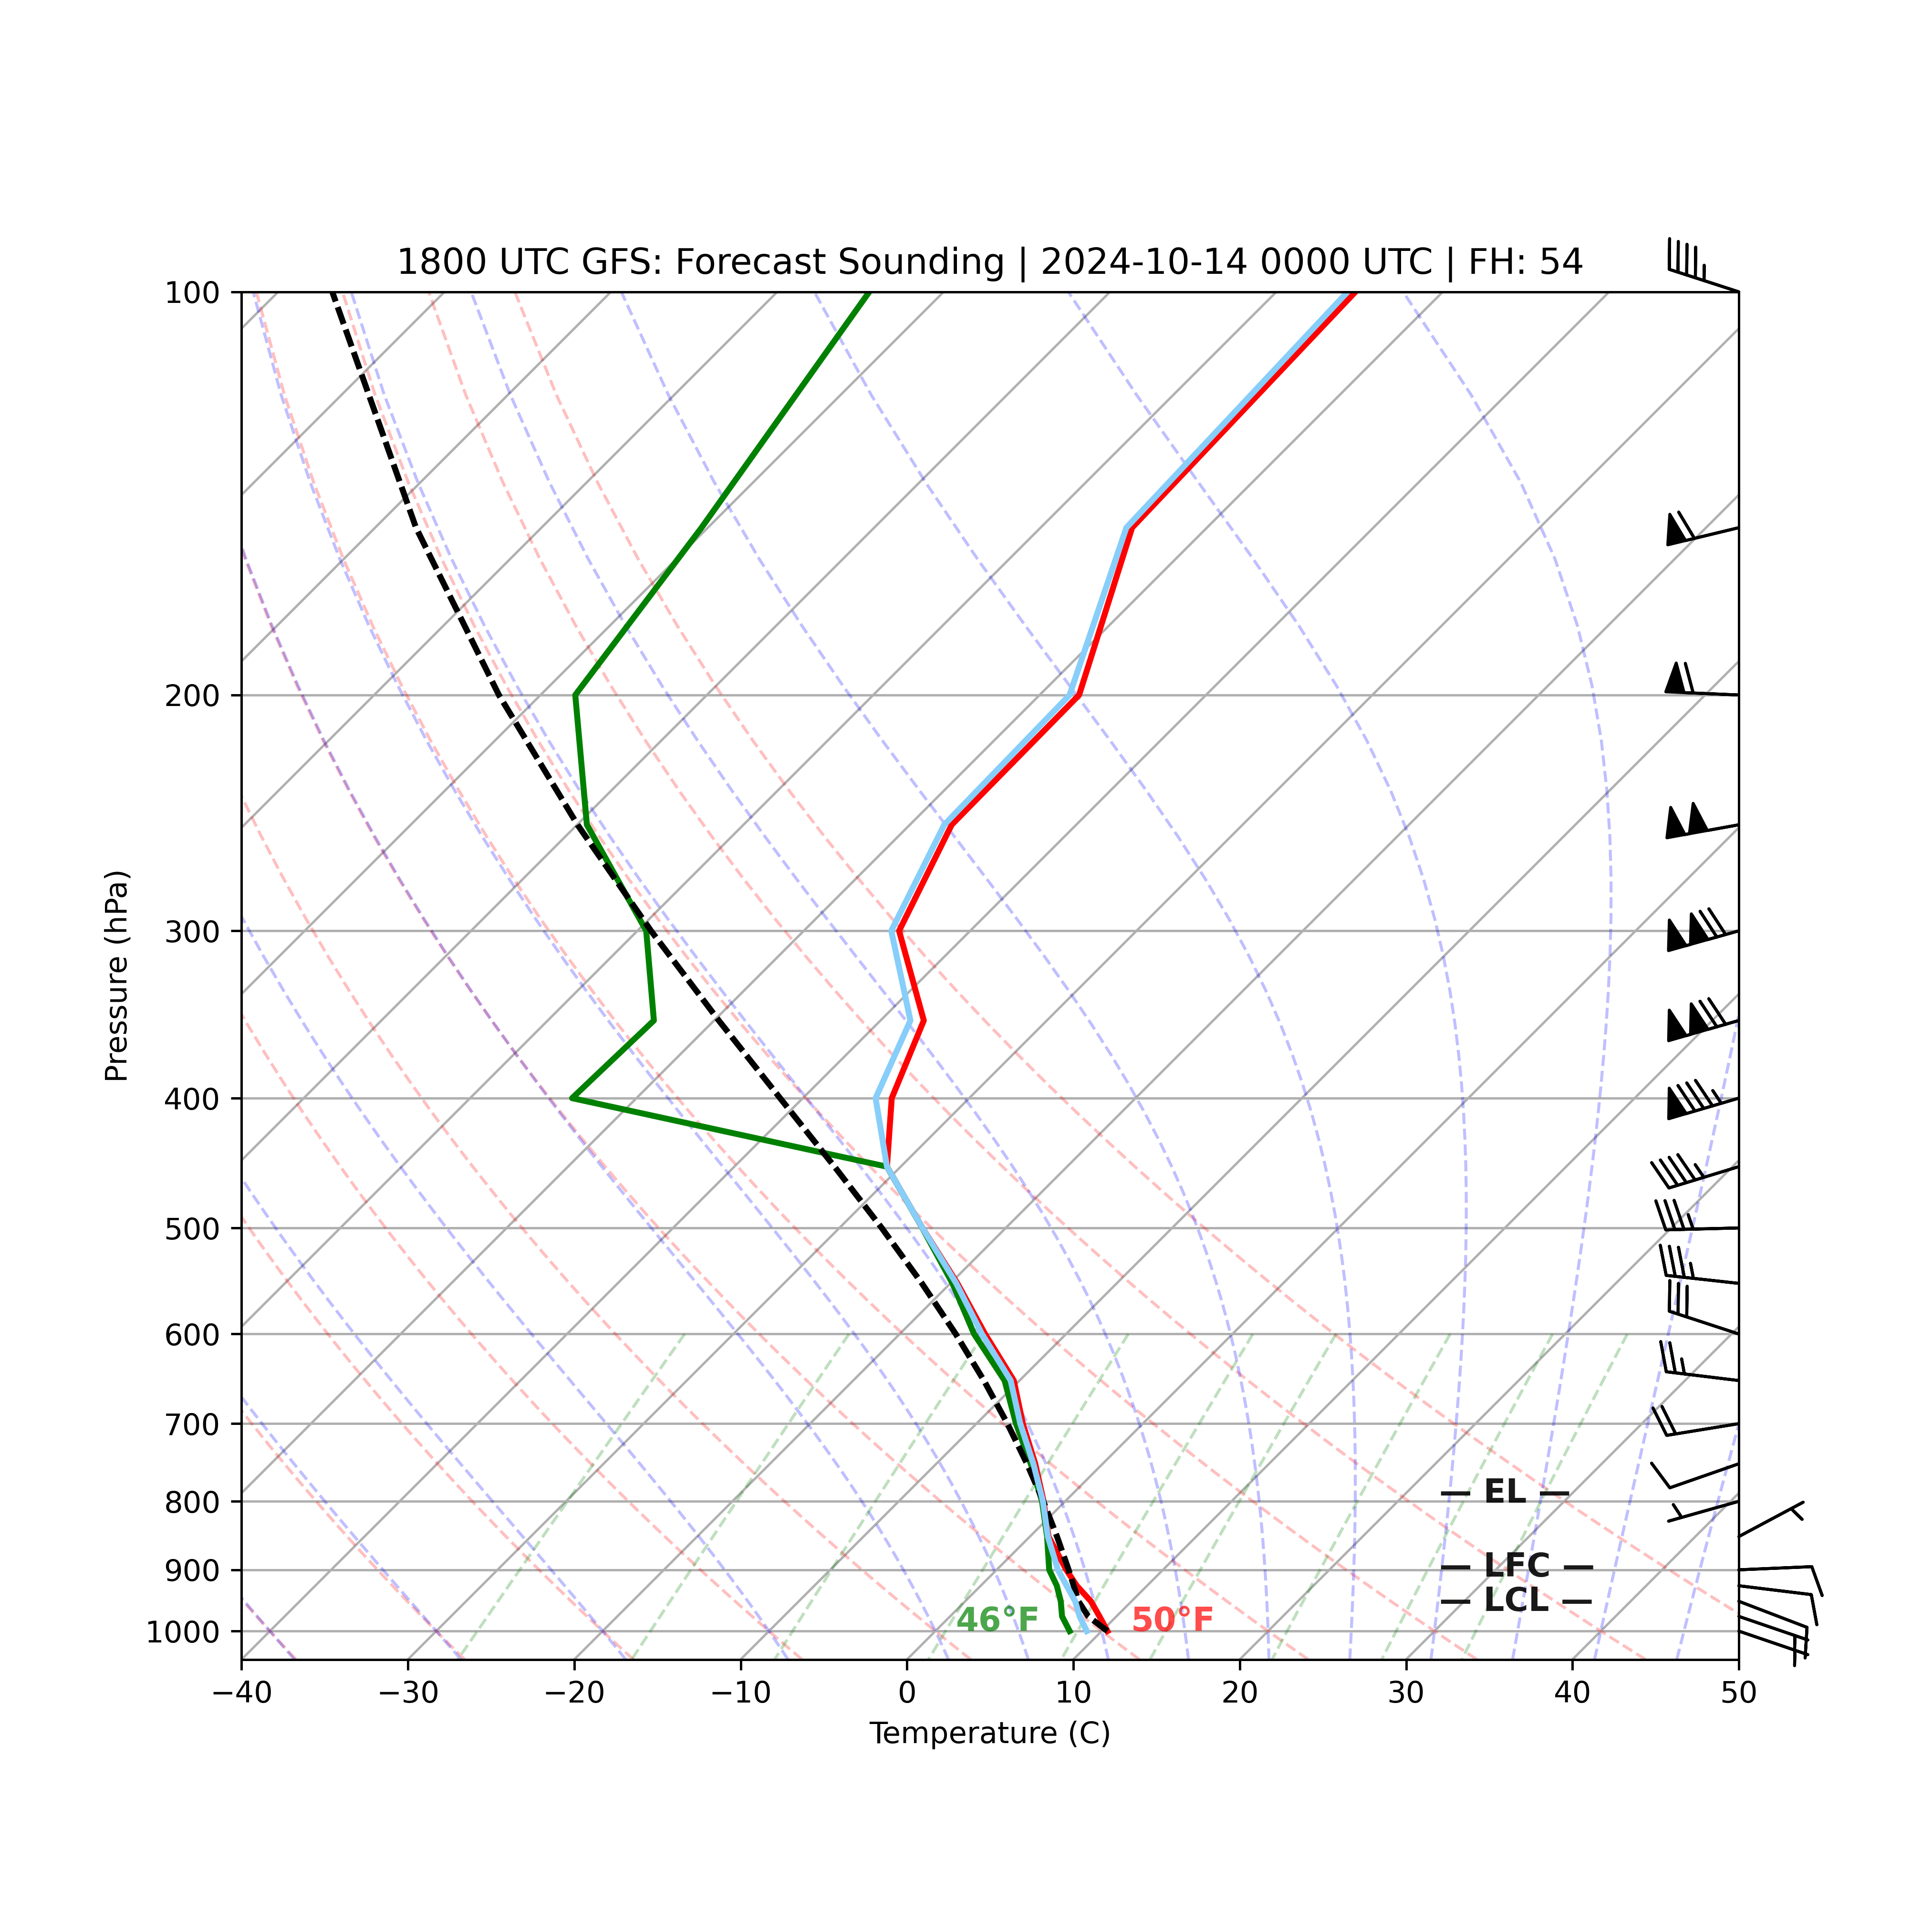 1800 UTC GFS: Forecast Sounding | 2024-10-14 0000 UTC | FH: 54
100
200
300
400
500
600
700
800
900
1000
Pressure (hPa)
— EL —
— LFC —
— LCL —
46°F
50°F
−40 −30 −20 −10 0 10 20 30 40 50
Temperature (C)